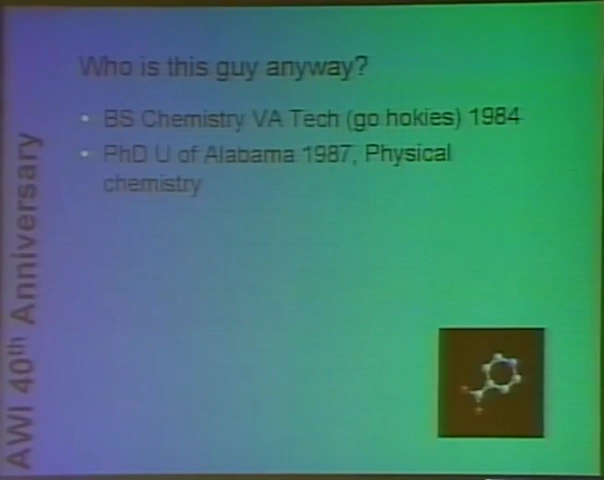 Who is this guy anyway?
• BS Chemistry VA Tech (go hokies) 1984
• PhD U of Alabama 1987, Physical
chemistry
AWI 40th Anniversary